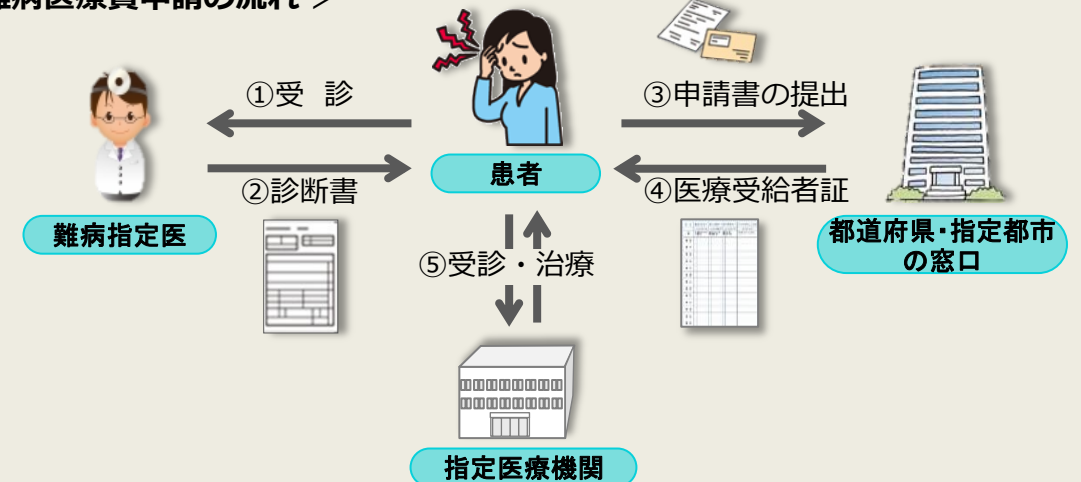 難病医療費申請の流れ >
①受 診
③申請書の提出
患者
②診断書
④医療受給者証
難病指定医
都道府県・指定都市
の窓口
⑤受診・治療
指定医療機関